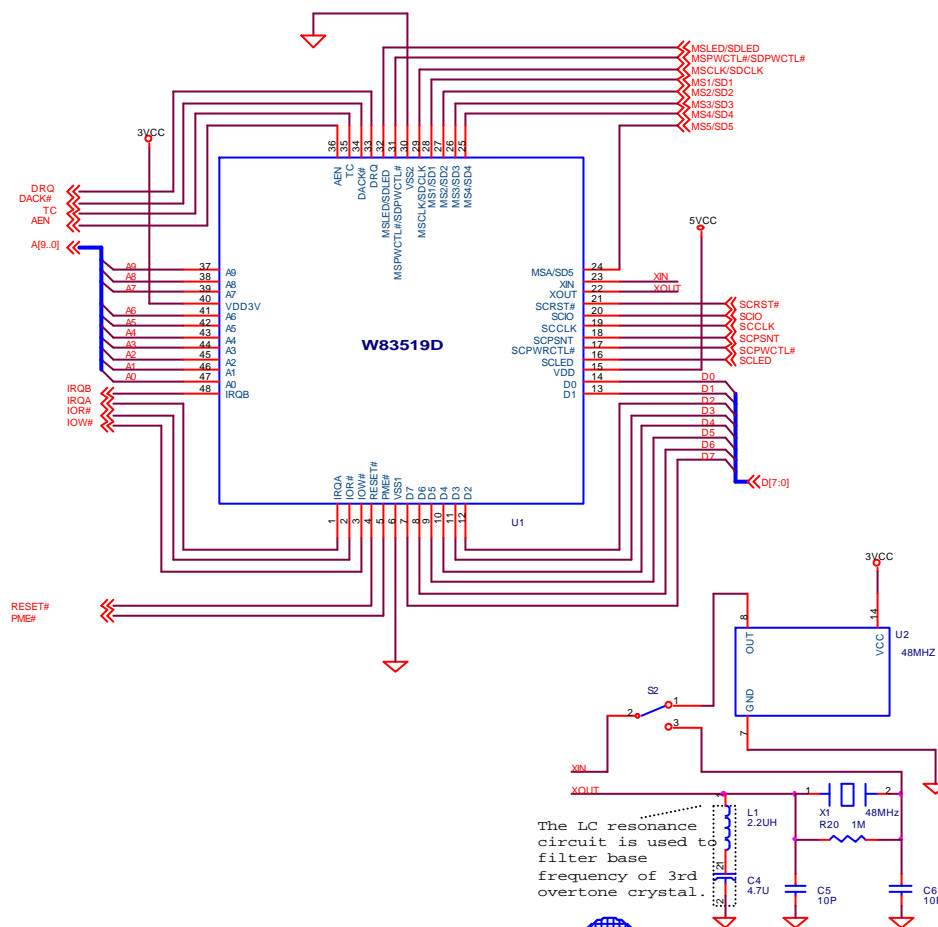 MSLED/SDLED
MSPWCTL#/SDPWCTL#
MSCLK/SDCLK
MS1/SD1
MS2/SD2
MS3/SD3
MS4/SD4
MS5/SD5
3VCC
36 35 34 33 32 31 30 29 28 27 26 25
AEN TC DACK# DRQ MSLED/SDLED MSPWCTL#/SDPWCTL# VSS2 MSCLK/SDCLK MS1/SD1 MS2/SD2 MS3/SD3 MS4/SD4
DRQ
DACK#
TC
AEN
A[9..0]
5VCC
A9 37 A9
A8 38 A8
A7 39 A7
40 VDD3V
A6 41 A6
A5 42 A5
A4 43 A4
A3 44 A3
A2 45 A2
A1 46 A1
A0 47 A0
IRQB 48 IRQB
IRQA
IOR#
IOW#
W83519D
MSA/SD5 24
XIN 23 XIN
XOUT 22 XOUT
SCRST# 21 SCRST#
SCIO 20 SCIO
SCCLK 19 SCCLK
SCPSNT 18 SCPSNT
SCPWRCTL# 17 SCPWCTL#
SCLED 16 SCLED
VDD 15
D0 14 D0
D1 13 D1
D2
D3
D4
D5
D6
D7
D[7:0]
IRQA IOR# IOW# RESET# PME# VSS1 D7 D6 D5 D4 D3 D2
1 2 3 4 5 6 7 8 9 10 11 12
U1
RESET#
PME#
3VCC
8 14
OUT VCC
U2
48MHZ
GND
7
S2
1
2
3
XIN
XOUT
1 2
X1 48MHz
R20 1M
L1
2.2UH
C4
4.7U
C5
10P
C6
The LC resonance
circuit is used to
filter base
frequency of 3rd
overtone crystal.